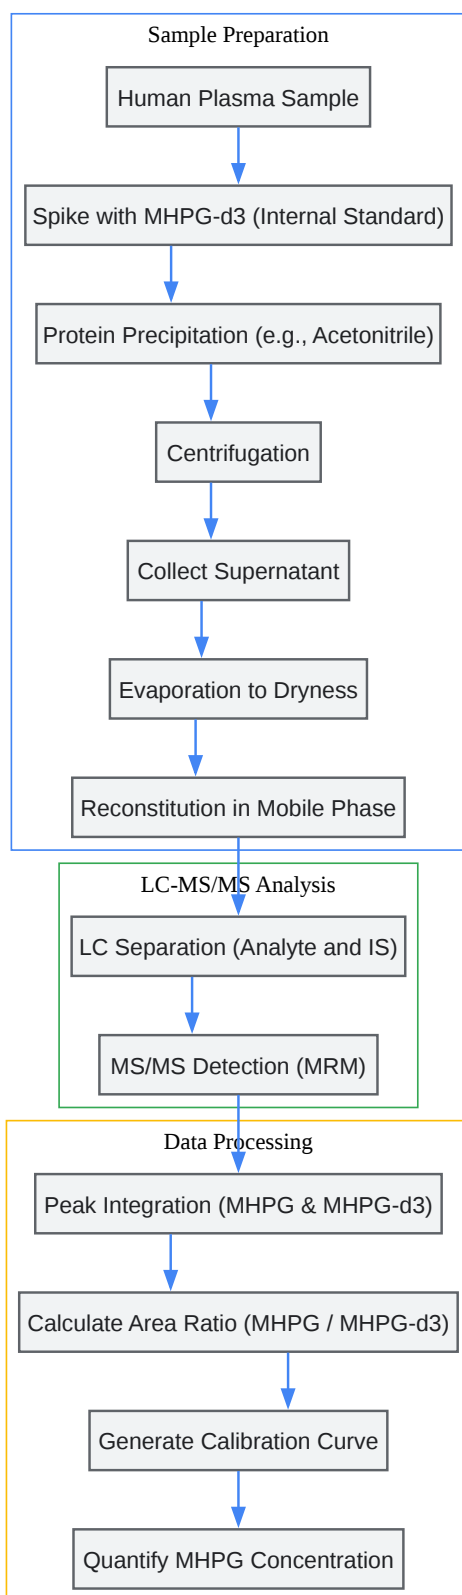 Sample Preparation
Human Plasma Sample
Spike with MHPG-d3 (Internal Standard)
Protein Precipitation (e.g., Acetonitrile)
Centrifugation
Collect Supernatant
Evaporation to Dryness
Reconstitution in Mobile Phase
LC-MS/MS Analysis
LC Separation (Analyte and IS)
MS/MS Detection (MRM)
Data Processing
Peak Integration (MHPG & MHPG-d3)
Calculate Area Ratio (MHPG / MHPG-d3)
Generate Calibration Curve
Quantify MHPG Concentration